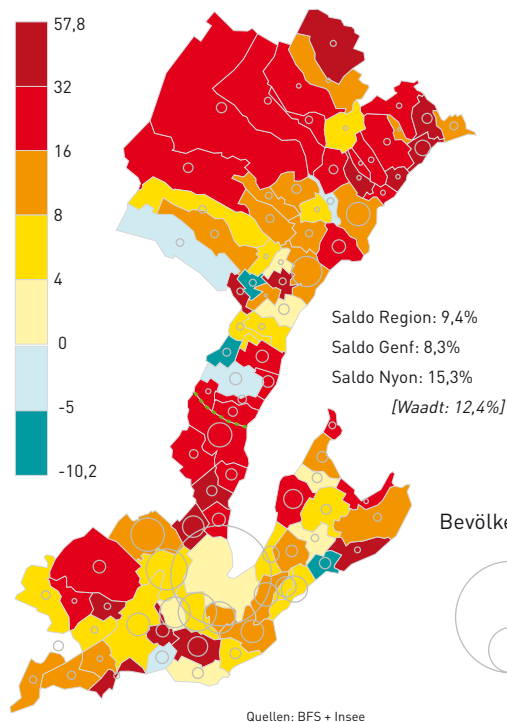 57,8
32
16
8
4
0
-5
-10,2
Saldo Region: 9,4%
Saldo Genf: 8,3%
Saldo Nyon: 15,3%
[Waadt: 12,4%]
Bevölke
Quellen: BFS + Insee